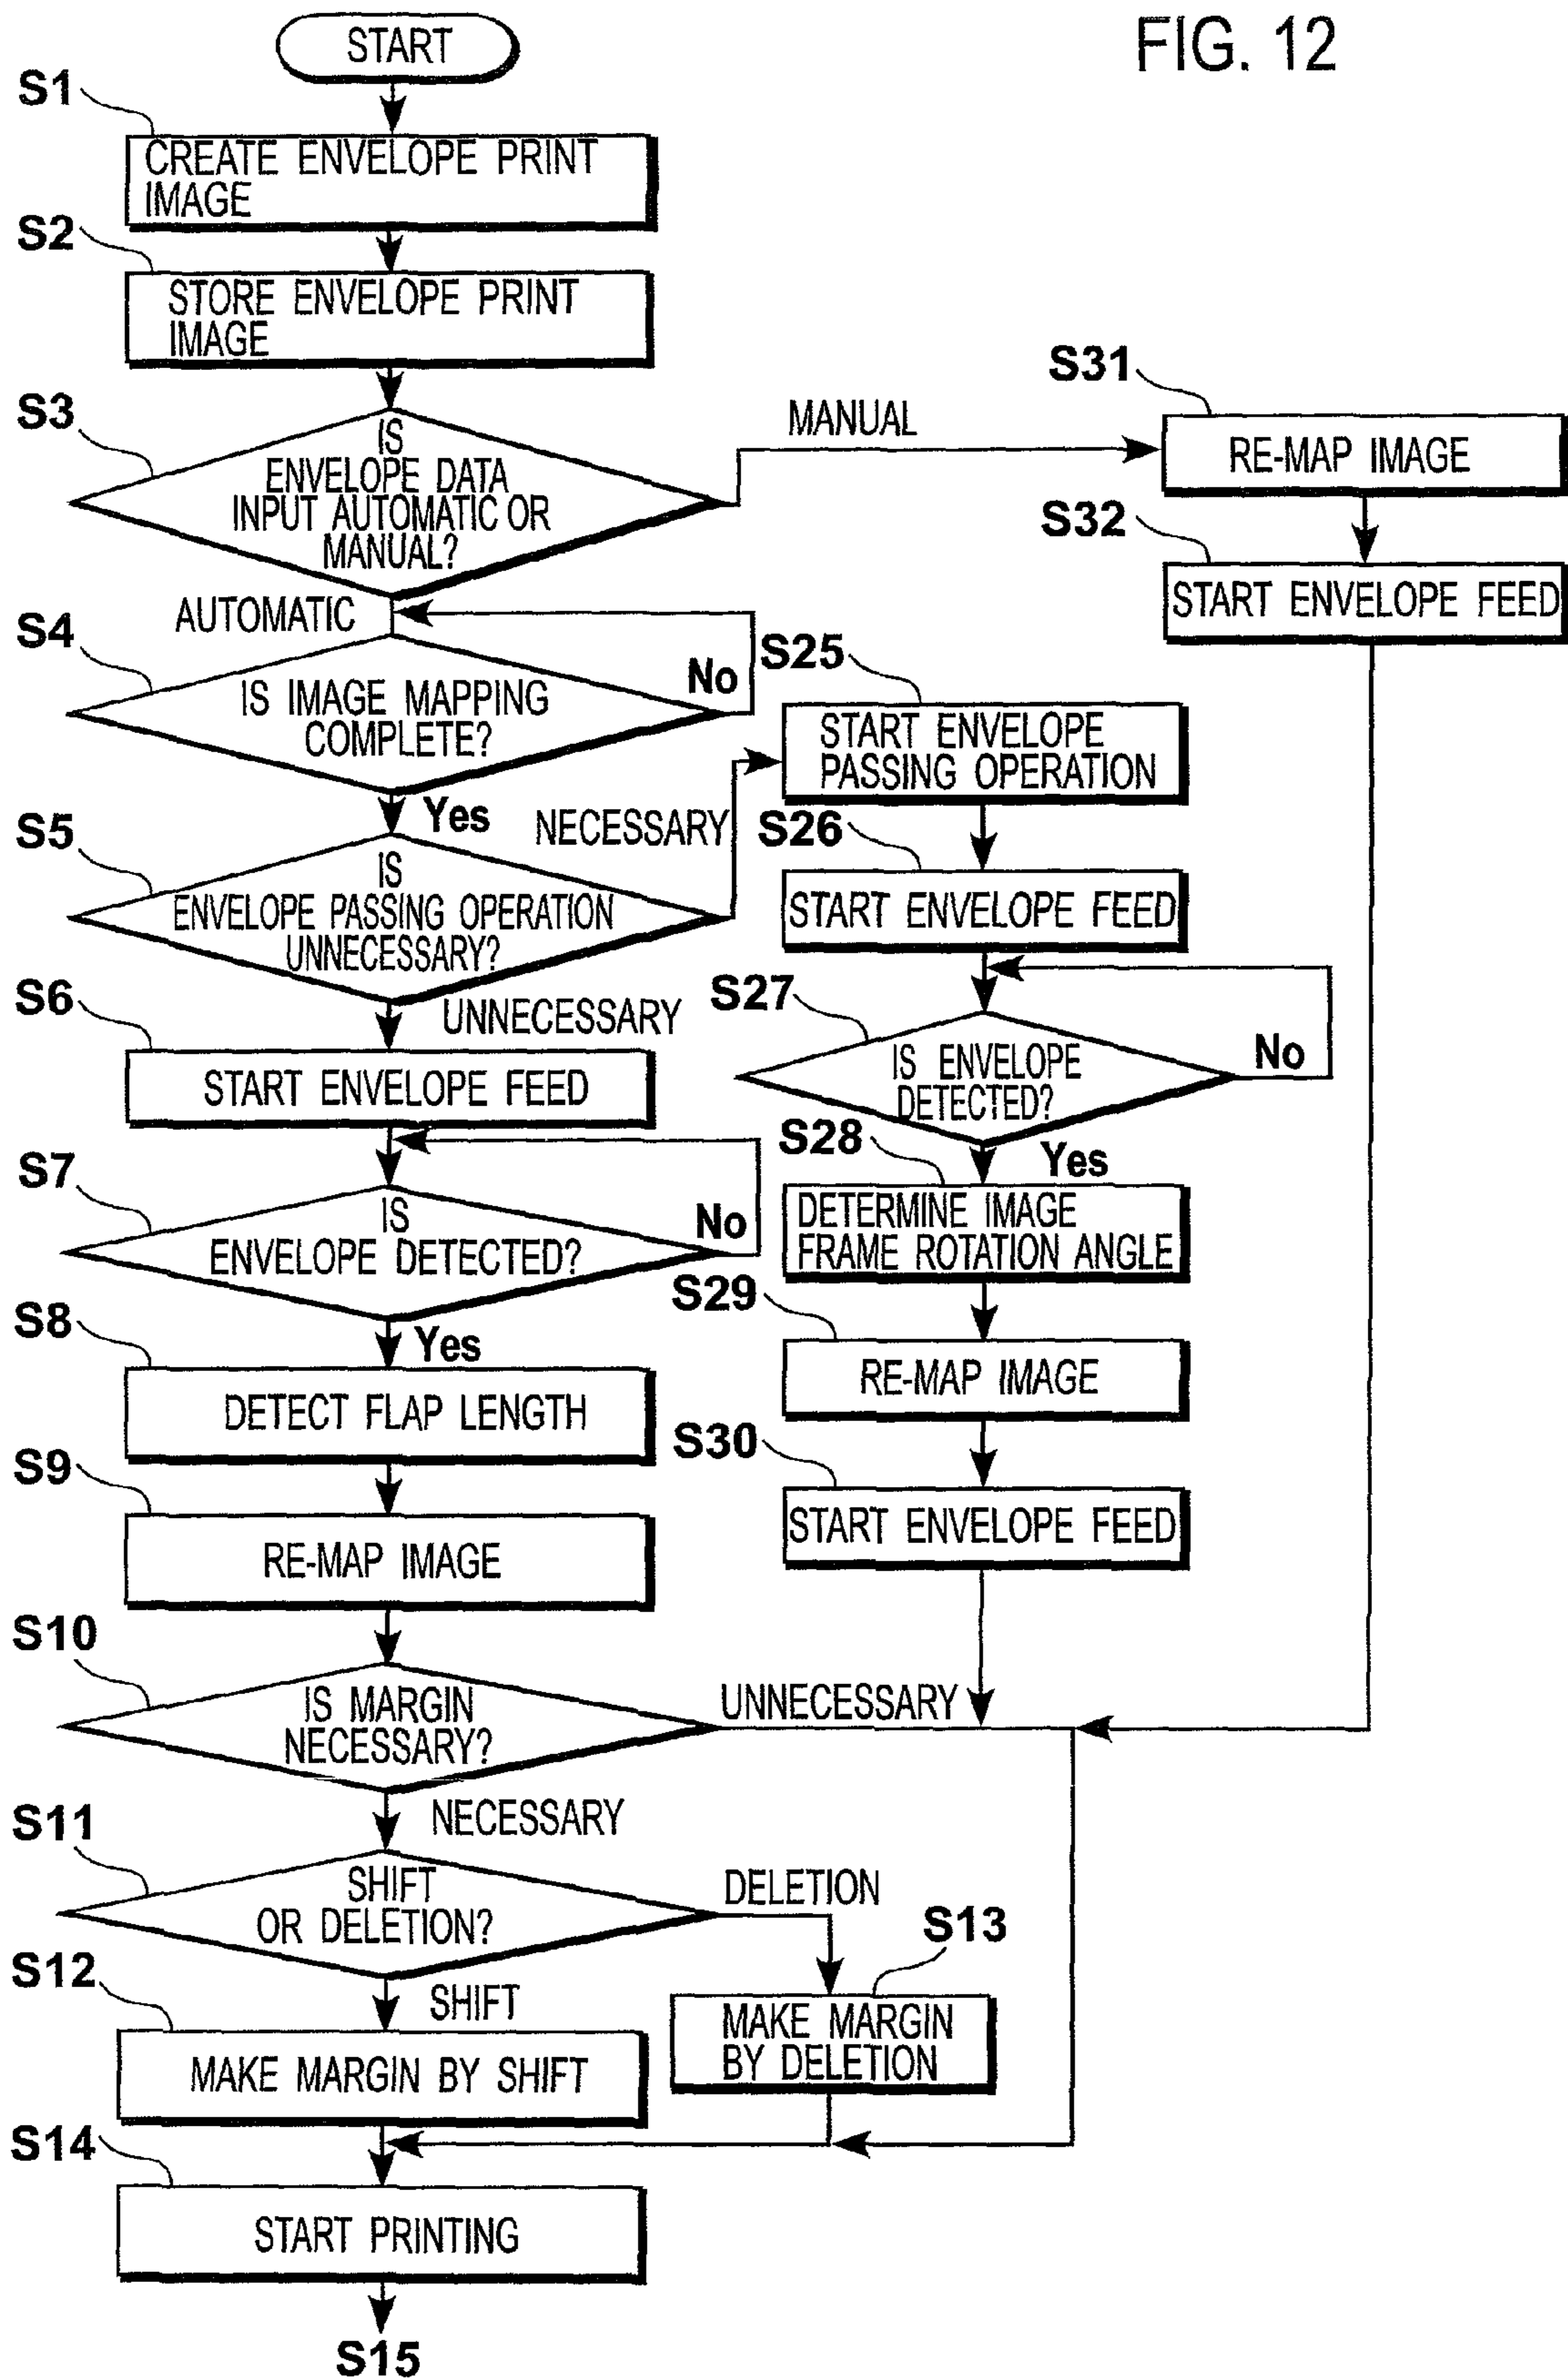 FIG. 12
START
S1
CREATE ENVELOPE PRINT
IMAGE
S2
STORE ENVELOPE PRINT
IMAGE
S3
IS
ENVELOPE DATA
INPUT AUTOMATIC OR
MANUAL?
MANUAL
S31
RE-MAP IMAGE
S32
START ENVELOPE FEED
AUTOMATIC
S4
IS IMAGE MAPPING
COMPLETE?
No
Yes
S5
IS
ENVELOPE PASSING OPERATION
UNNECESSARY?
NECESSARY
S25
START ENVELOPE
PASSING OPERATION
S26
START ENVELOPE FEED
S27
IS ENVELOPE
DETECTED?
No
Yes
S28
DETERMINE IMAGE
FRAME ROTATION ANGLE
S29
RE-MAP IMAGE
S30
START ENVELOPE FEED
UNNECESSARY
S6
START ENVELOPE FEED
S7
IS
ENVELOPE DETECTED?
No
Yes
S8
DETECT FLAP LENGTH
S9
RE-MAP IMAGE
S10
IS MARGIN
NECESSARY?
UNNECESSARY
NECESSARY
S11
SHIFT
OR DELETION?
DELETION
S13
MAKE MARGIN
BY DELETION
SHIFT
S12
MAKE MARGIN BY SHIFT
S14
START PRINTING
S15